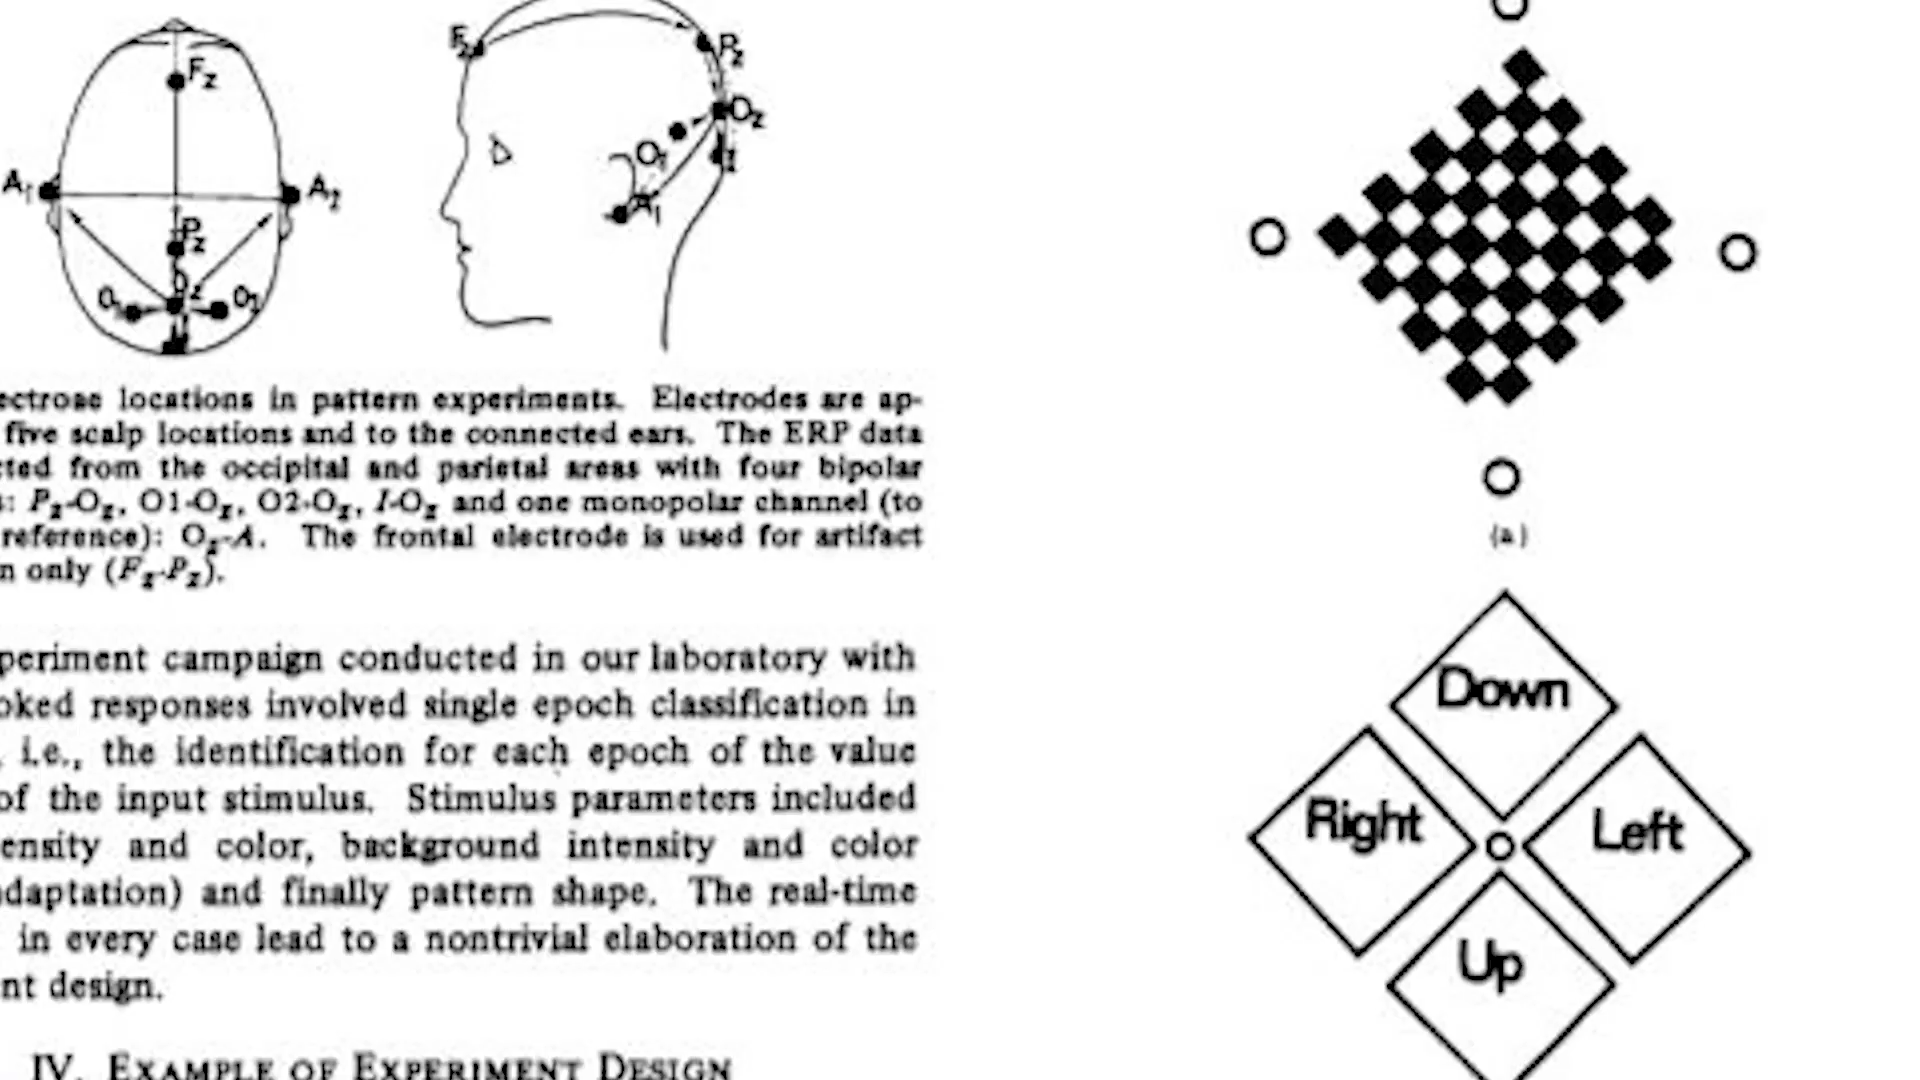 Fz
A1
A2
Pz
Oz
O1
O2
Fz
Pz
Oz
O1
A1
I
ectrose locations in pattern experiments. Electrodes are ap-
five scalp locations and to the connected ears. The ERP data
cted from the occipital and parietal areas with four bipolar
s: Pz-Oz, O1-Oz, O2-Oz, I-Oz and one monopolar channel (to
reference): Oz-A. The frontal electrode is used for artifact
n only (Fz-Pz).
periment campaign conducted in our laboratory with
oked responses involved single epoch classification in
, i.e., the identification for each epoch of the value
of the input stimulus. Stimulus parameters included
ensity and color, background intensity and color
adaptation) and finally pattern shape. The real-time
in every case lead to a nontrivial elaboration of the
nt design.
IV. EXAMPLE OF EXPERIMENT DESIGN
(a)
Down
Right
Left
Up